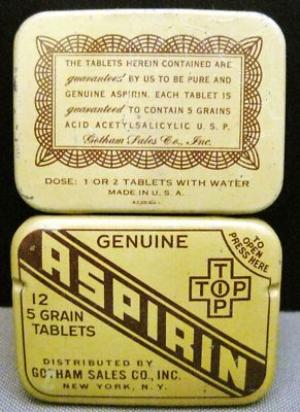 THE TABLETS HEREIN CONTAINED ARE
guaranteed BY US TO BE PURE AND
GENUINE ASPIRIN. EACH TABLET IS
guaranteed TO CONTAIN 5 GRAINS
ACID ACETYLSALICYLIC U. S. P.
Gotham Sales Co., Inc.
DOSE: 1 OR 2 TABLETS WITH WATER
MADE IN U. S. A.
GENUINE
TO OPEN
PRESS HERE
ASPIRIN
TIP
TOP
12
5 GRAIN
TABLETS
DISTRIBUTED BY
GOTHAM SALES CO., INC.
NEW YORK, N. Y.